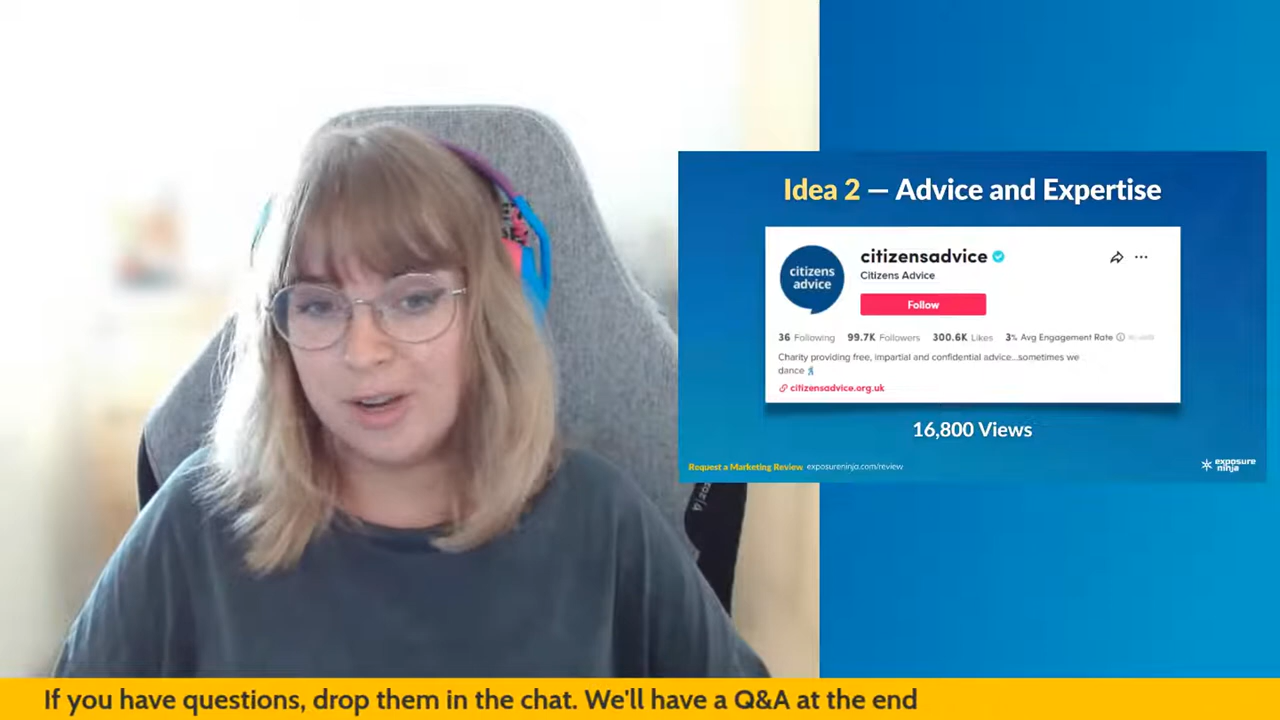 Idea 2 — Advice and Expertise
citizens
advice
citizensadvice
Citizens Advice
Follow
36 Following 99.7K Followers 300.6K Likes 3% Avg Engagement Rate
Charity providing free, impartial and confidential advice...sometimes we
dance
citizensadvice.org.uk
16,800 Views
Request a Marketing Review exposureninja.com/review
exposure
ninja
If you have questions, drop them in the chat. We'll have a Q&A at the end